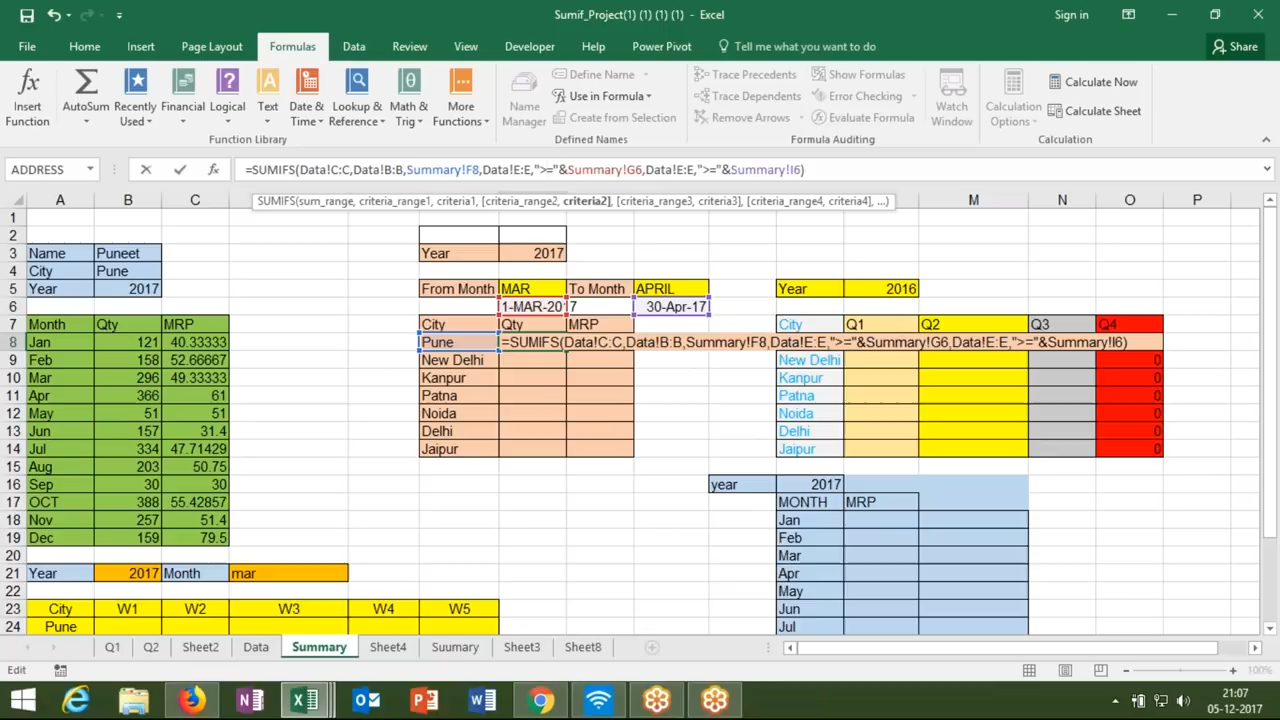 Sumif_Project(1) (1) (1) (1) - Excel
Sign in
File Home Insert Page Layout Formulas Data Review View Developer Help Power Pivot Tell me what you want to do Share
Insert Function
AutoSum
Recently Used
Financial
Logical
Text
Date & Time
Lookup & Reference
Math & Trig
More Functions
Function Library
Name Manager
Define Name
Use in Formula
Create from Selection
Defined Names
Trace Precedents
Trace Dependents
Remove Arrows
Show Formulas
Error Checking
Evaluate Formula
Formula Auditing
Watch Window
Calculation Options
Calculate Now
Calculate Sheet
Calculation
ADDRESS fx =SUMIFS(Data!C:C,Data!B:B,Summary!F8,Data!E:E,">="&Summary!G6,Data!E:E,">="&Summary!I6)
SUMIFS(sum_range, criteria_range1, criteria1, [criteria_range2, criteria2], [criteria_range3, criteria3], [criteria_range4, criteria4], ...)
A B C M N O P
1
2
3 Name Puneet Year 2017
4 City Pune
5 Year 2017 From Month MAR To Month APRIL Year 2016
6 1-MAR-2017 30-Apr-17
7 Month Qty MRP City Qty MRP City Q1 Q2 Q3 Q4
8 Jan 121 40.33333 Pune =SUMIFS(Data!C:C,Data!B:B,Summary!F8,Data!E:E,">="&Summary!G6,Data!E:E,">="&Summary!I6)
9 Feb 158 52.66667 New Delhi New Delhi 0
10 Mar 296 49.33333 Kanpur Kanpur 0
11 Apr 366 61 Patna Patna 0
12 May 51 51 Noida Noida 0
13 Jun 157 31.4 Delhi Delhi 0
14 Jul 334 47.71429 Jaipur Jaipur 0
15 Aug 203 50.75
16 Sep 30 30 year 2017
17 OCT 388 55.42857 MONTH MRP
18 Nov 257 51.4 Jan
19 Dec 159 79.5 Feb
20 Mar
21 Year 2017 Month mar Apr
22 May
23 City W1 W2 W3 W4 W5 Jun
24 Pune Jul
Q1 Q2 Sheet2 Data Summary Sheet4 Suumary Sheet3 Sheet8
Edit 100%
21:07
05-12-2017